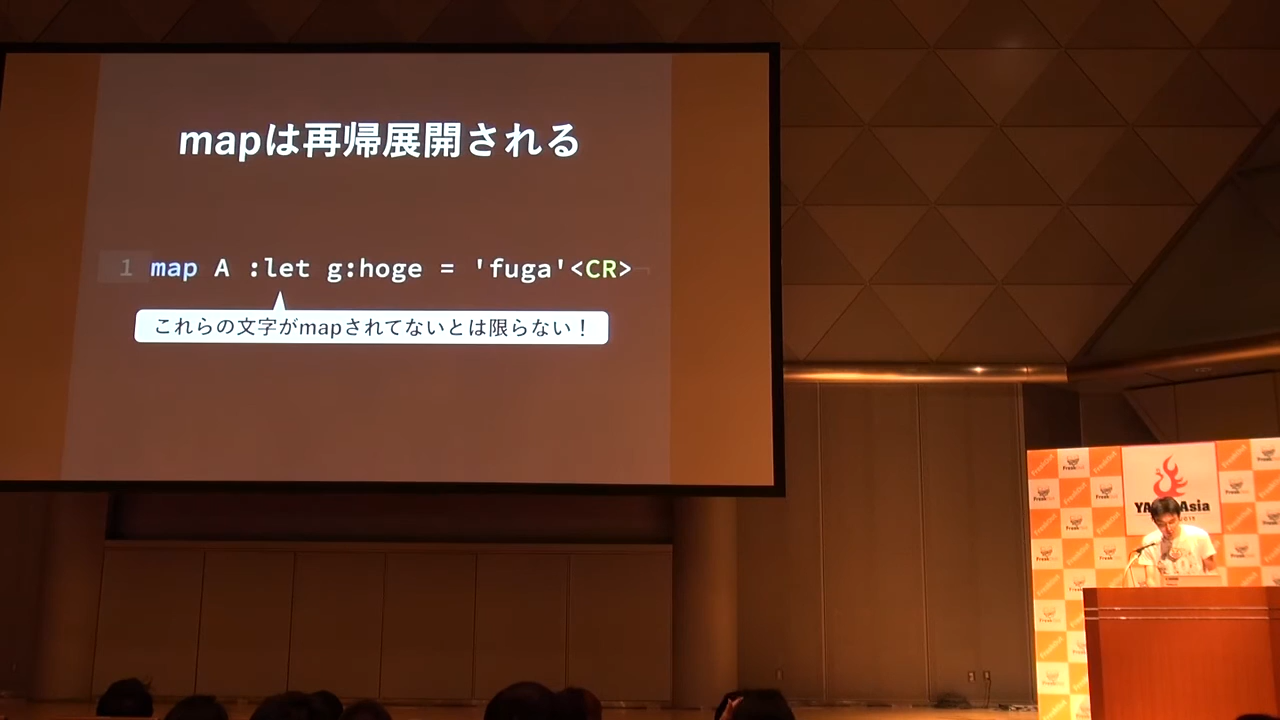 mapは再帰展開される
1 map A :let g:hoge = 'fuga'<CR>
これらの文字がmapされてないとは限らない！
FreakOut
YA Asia